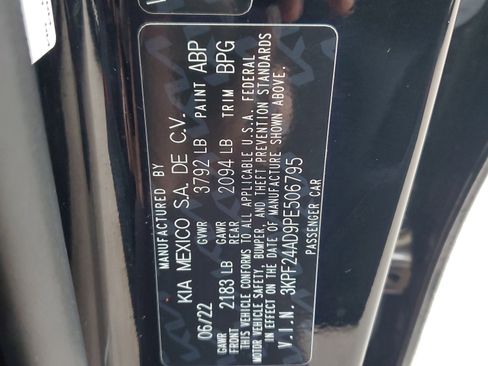 MANUFACTURED BY
KIA MEXICO S.A. DE C.V.
06/22 GVWR 3792 LB PAINT ABP
GAWR FRONT 2183 LB GAWR REAR 2094 LB TRIM BPG
THIS VEHICLE CONFORMS TO ALL APPLICABLE U.S.A. FEDERAL
MOTOR VEHICLE SAFETY, BUMPER, AND THEFT PREVENTION STANDARDS
IN EFFECT ON THE DATE OF MANUFACTURE SHOWN ABOVE.
V.I.N. 3KPF24AD9PE506795
PASSENGER CAR